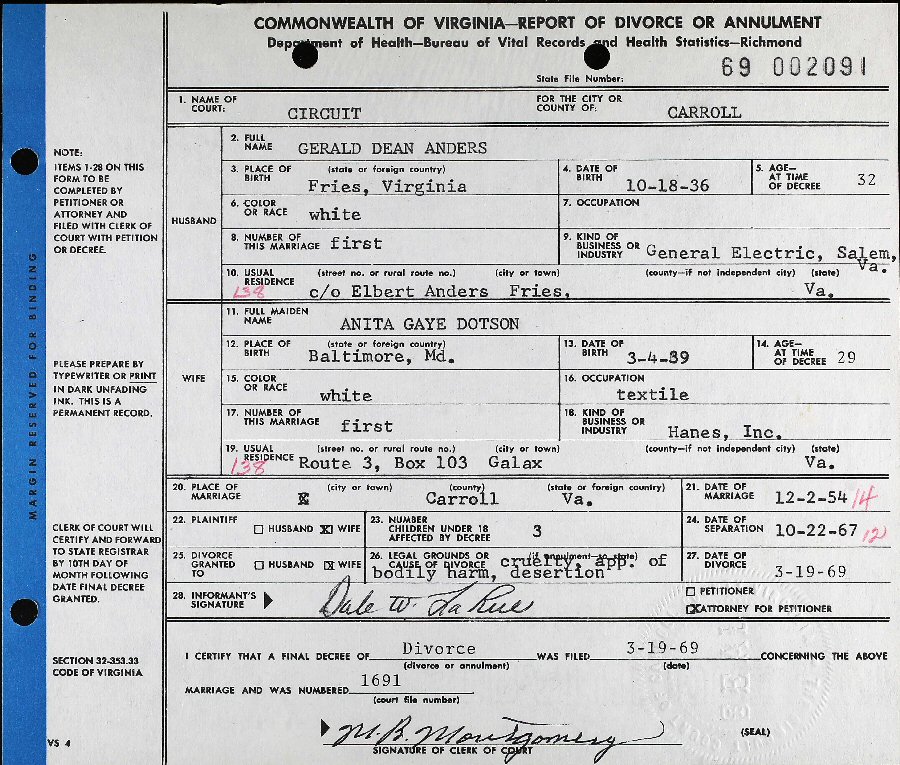 COMMONWEALTH OF VIRGINIA—REPORT OF DIVORCE OR ANNULMENT
Department of Health—Bureau of Vital Records and Health Statistics—Richmond
State File Number: 69 002091
1. NAME OF COURT: CIRCUIT FOR THE CITY OR COUNTY OF: CARROLL
HUSBAND
2. FULL NAME GERALD DEAN ANDERS
3. PLACE OF BIRTH (state or foreign country) Fries, Virginia
4. DATE OF BIRTH 10-18-36
5. AGE— AT TIME OF DECREE 32
6. COLOR OR RACE white
7. OCCUPATION
8. NUMBER OF THIS MARRIAGE first
9. KIND OF BUSINESS OR INDUSTRY General Electric, Salem, Va.
10. USUAL RESIDENCE (street no. or rural route no.) (city or town) (county—if not independent city) (state)
138 c/o Elbert Anders Fries, Va.
WIFE
11. FULL MAIDEN NAME ANITA GAYE DOTSON
12. PLACE OF BIRTH (state or foreign country) Baltimore, Md.
13. DATE OF BIRTH 3-4-39
14. AGE— AT TIME OF DECREE 29
15. COLOR OR RACE white
16. OCCUPATION textile
17. NUMBER OF THIS MARRIAGE first
18. KIND OF BUSINESS OR INDUSTRY Hanes, Inc.
19. USUAL RESIDENCE (street no. or rural route no.) (city or town) (county—if not independent city) (state)
138 Route 3, Box 103 Galax Va.
20. PLACE OF MARRIAGE (city or town) (county) (state or foreign country)
X Carroll Va.
21. DATE OF MARRIAGE 12-2-54 14
22. PLAINTIFF HUSBAND X WIFE
23. NUMBER CHILDREN UNDER 18 AFFECTED BY DECREE 3
24. DATE OF SEPARATION 10-22-67 12
25. DIVORCE GRANTED TO HUSBAND X WIFE
26. LEGAL GROUNDS OR CAUSE OF DIVORCE (if annulment—so state) cruelty, app. of bodily harm, desertion
27. DATE OF DIVORCE 3-19-69
28. INFORMANT'S SIGNATURE Dale W. LaRue
PETITIONER
X ATTORNEY FOR PETITIONER
I CERTIFY THAT A FINAL DECREE OF Divorce WAS FILED 3-19-69 CONCERNING THE ABOVE
(divorce or annulment) (date)
MARRIAGE AND WAS NUMBERED 1691
(court file number)
M. B. Montgomery
SIGNATURE OF CLERK OF COURT
(SEAL)
NOTE:
ITEMS 1-28 ON THIS
FORM TO BE
COMPLETED BY
PETITIONER OR
ATTORNEY AND
FILED WITH CLERK OF
COURT WITH PETITION
OR DECREE.
PLEASE PREPARE BY
TYPEWRITER OR PRINT
IN DARK UNFADING
INK. THIS IS A
PERMANENT RECORD.
CLERK OF COURT WILL
CERTIFY AND FORWARD
TO STATE REGISTRAR
BY 10TH DAY OF
MONTH FOLLOWING
DATE FINAL DECREE
GRANTED.
SECTION 32-353.33
CODE OF VIRGINIA
VS 4
MARGIN RESERVED FOR BINDING